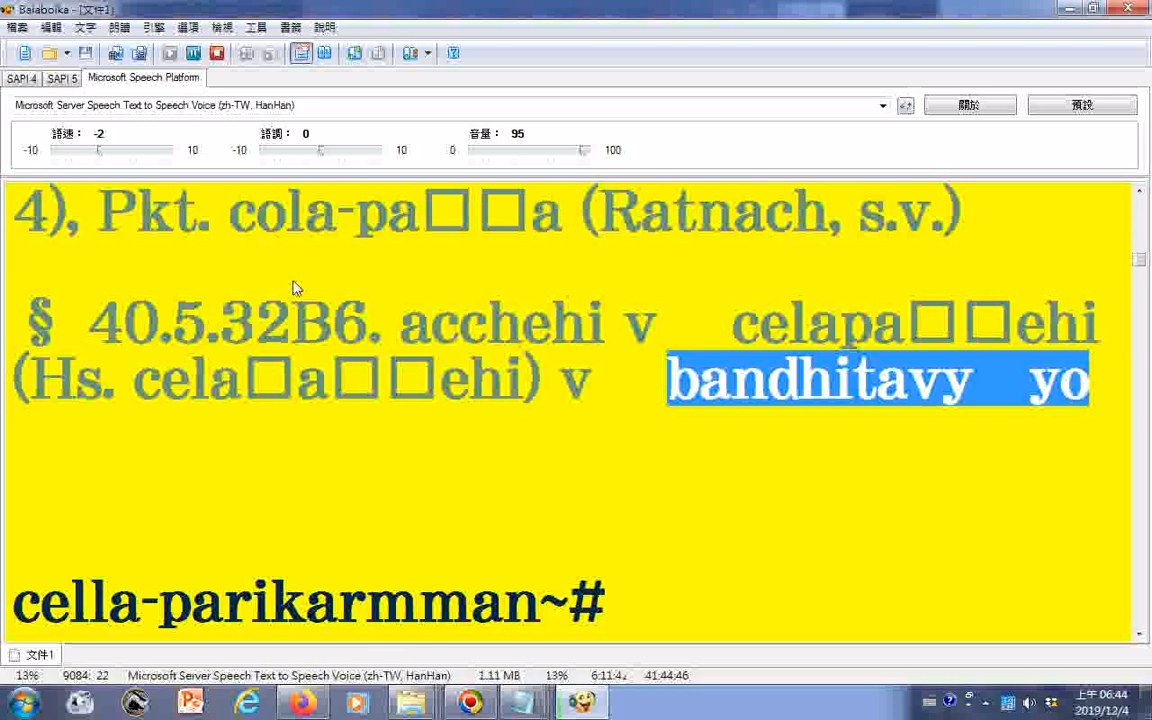 Balabolka - [文件1]
檔案 編輯 文字 朗讀 引擎 選項 檢視 工具 書籤 說明
SAPI 4 SAPI 5 Microsoft Speech Platform
Microsoft Server Speech Text to Speech Voice (zh-TW, HanHan) 關於 預設
語速： -2 語調： 0 音量： 95
-10 10 -10 10 0 100
4), Pkt. cola-pa□□a (Ratnach, s.v.)
§ 40.5.32B6. acchehi v celapa□□ehi
(Hs. cela□a□□ehi) v bandhitavy yo
cella-parikarmman~#
文件1
13% 9084: 22 Microsoft Server Speech Text to Speech Voice (zh-TW, HanHan) 1.11 MB 13% 6:11:42 41:44:46
上午 06:44
2019/12/4